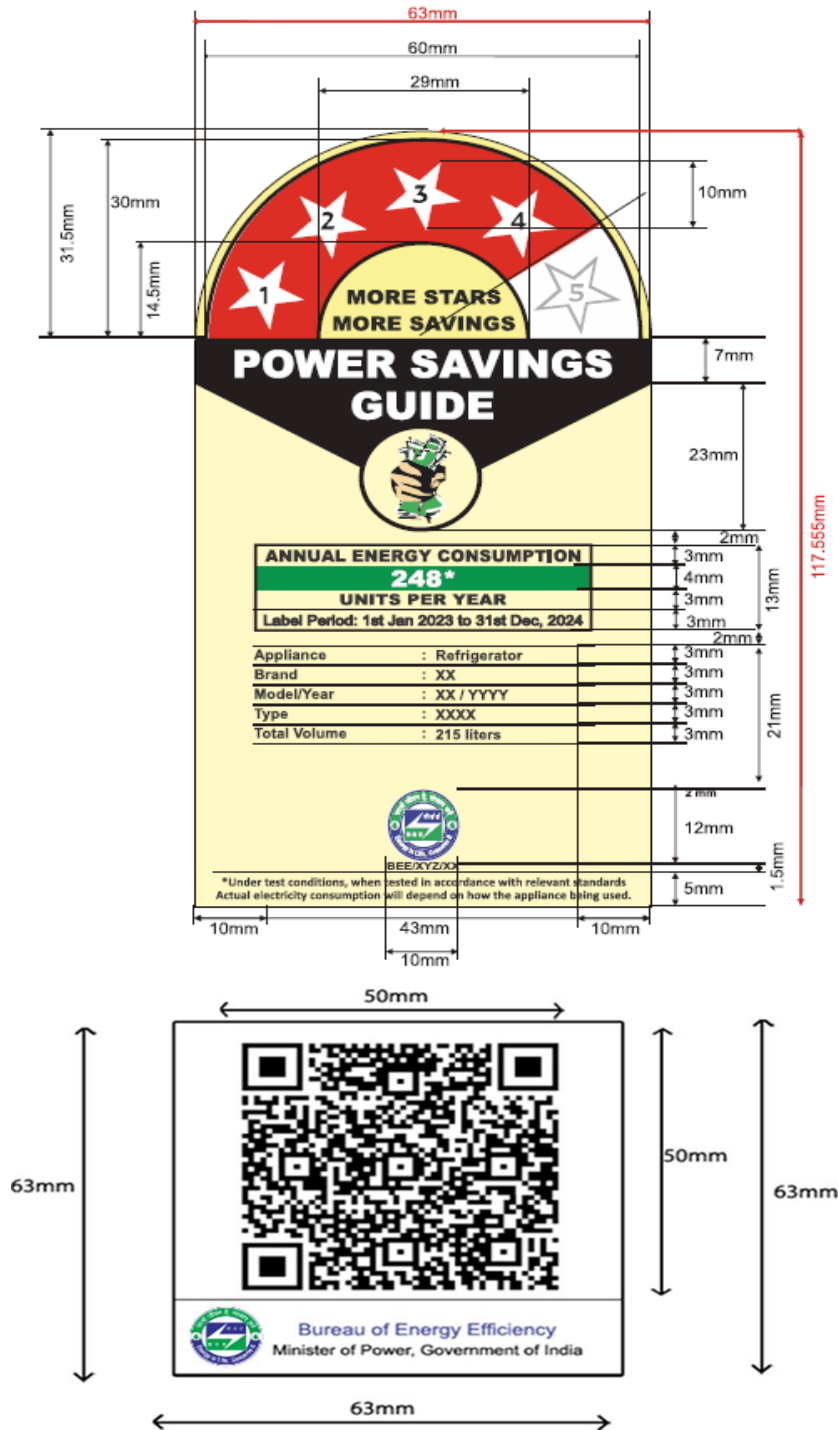 63mm
60mm
29mm
31.5mm
30mm
14.5mm
10mm
1
2
3
4
5
MORE STARS
MORE SAVINGS
7mm
POWER SAVINGS
GUIDE
23mm
117.555mm
2mm
ANNUAL ENERGY CONSUMPTION
3mm
248*
4mm
13mm
UNITS PER YEAR
3mm
Label Period: 1st Jan 2023 to 31st Dec, 2024
3mm
2mm
Appliance : Refrigerator
3mm
Brand : XX
3mm
Model/Year : XX / YYYY
3mm
21mm
Type : XXXX
3mm
Total Volume : 215 liters
3mm
2 mm
12mm
BEE/XYZ/XX
1.5mm
*Under test conditions, when tested in accordance with relevant standards
Actual electricity consumption will depend on how the appliance being used.
5mm
10mm
43mm
10mm
10mm
50mm
63mm
50mm
63mm
Bureau of Energy Efficiency
Minister of Power, Government of India
63mm